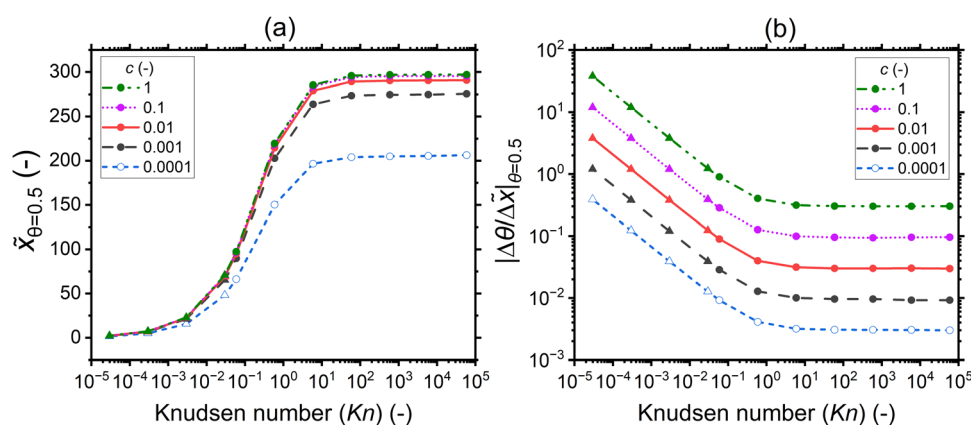 (a)
300
250
200
150
100
50
0
x̃θ=0.5 (-)
c (-)
1
0.1
0.01
0.001
0.0001
10⁻⁵ 10⁻⁴ 10⁻³ 10⁻² 10⁻¹ 10⁰ 10¹ 10² 10³ 10⁴ 10⁵
Knudsen number (Kn) (-)
(b)
10²
10¹
10⁰
10⁻¹
10⁻²
10⁻³
|Δθ/Δx̃|θ=0.5
c (-)
1
0.1
0.01
0.001
0.0001
10⁻⁵ 10⁻⁴ 10⁻³ 10⁻² 10⁻¹ 10⁰ 10¹ 10² 10³ 10⁴ 10⁵
Knudsen number (Kn) (-)